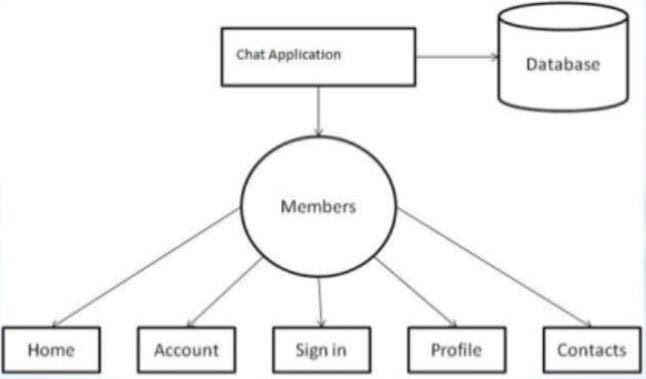 Chat Application
Database
Members
Home
Account
Sign in
Profile
Contacts